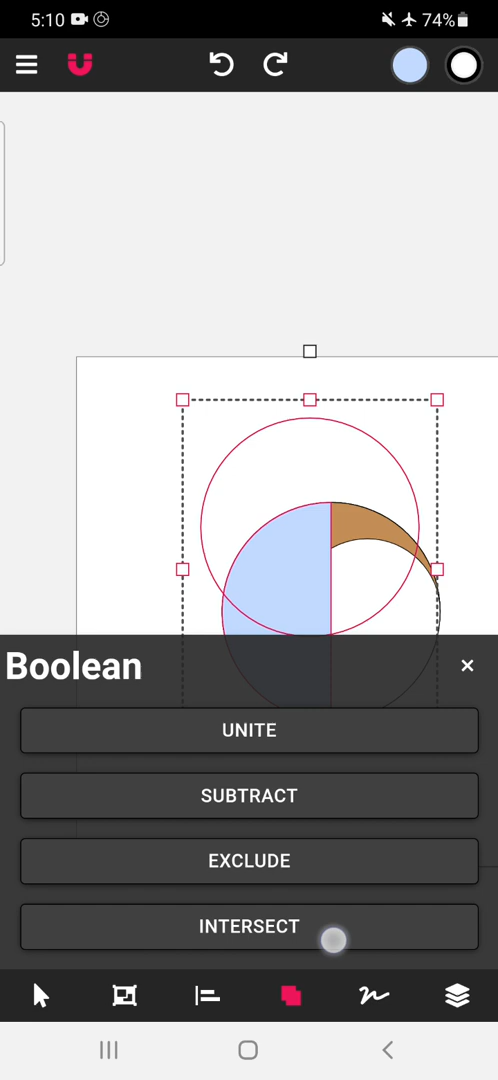 5:10 74%
Boolean
UNITE
SUBTRACT
EXCLUDE
INTERSECT